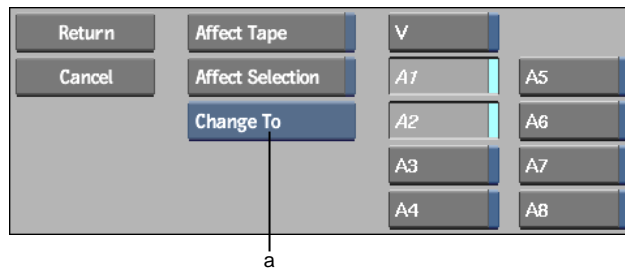 Return Affect Tape V
Cancel Affect Selection A1 A5
Change To A2 A6
A3 A7
A4 A8
a